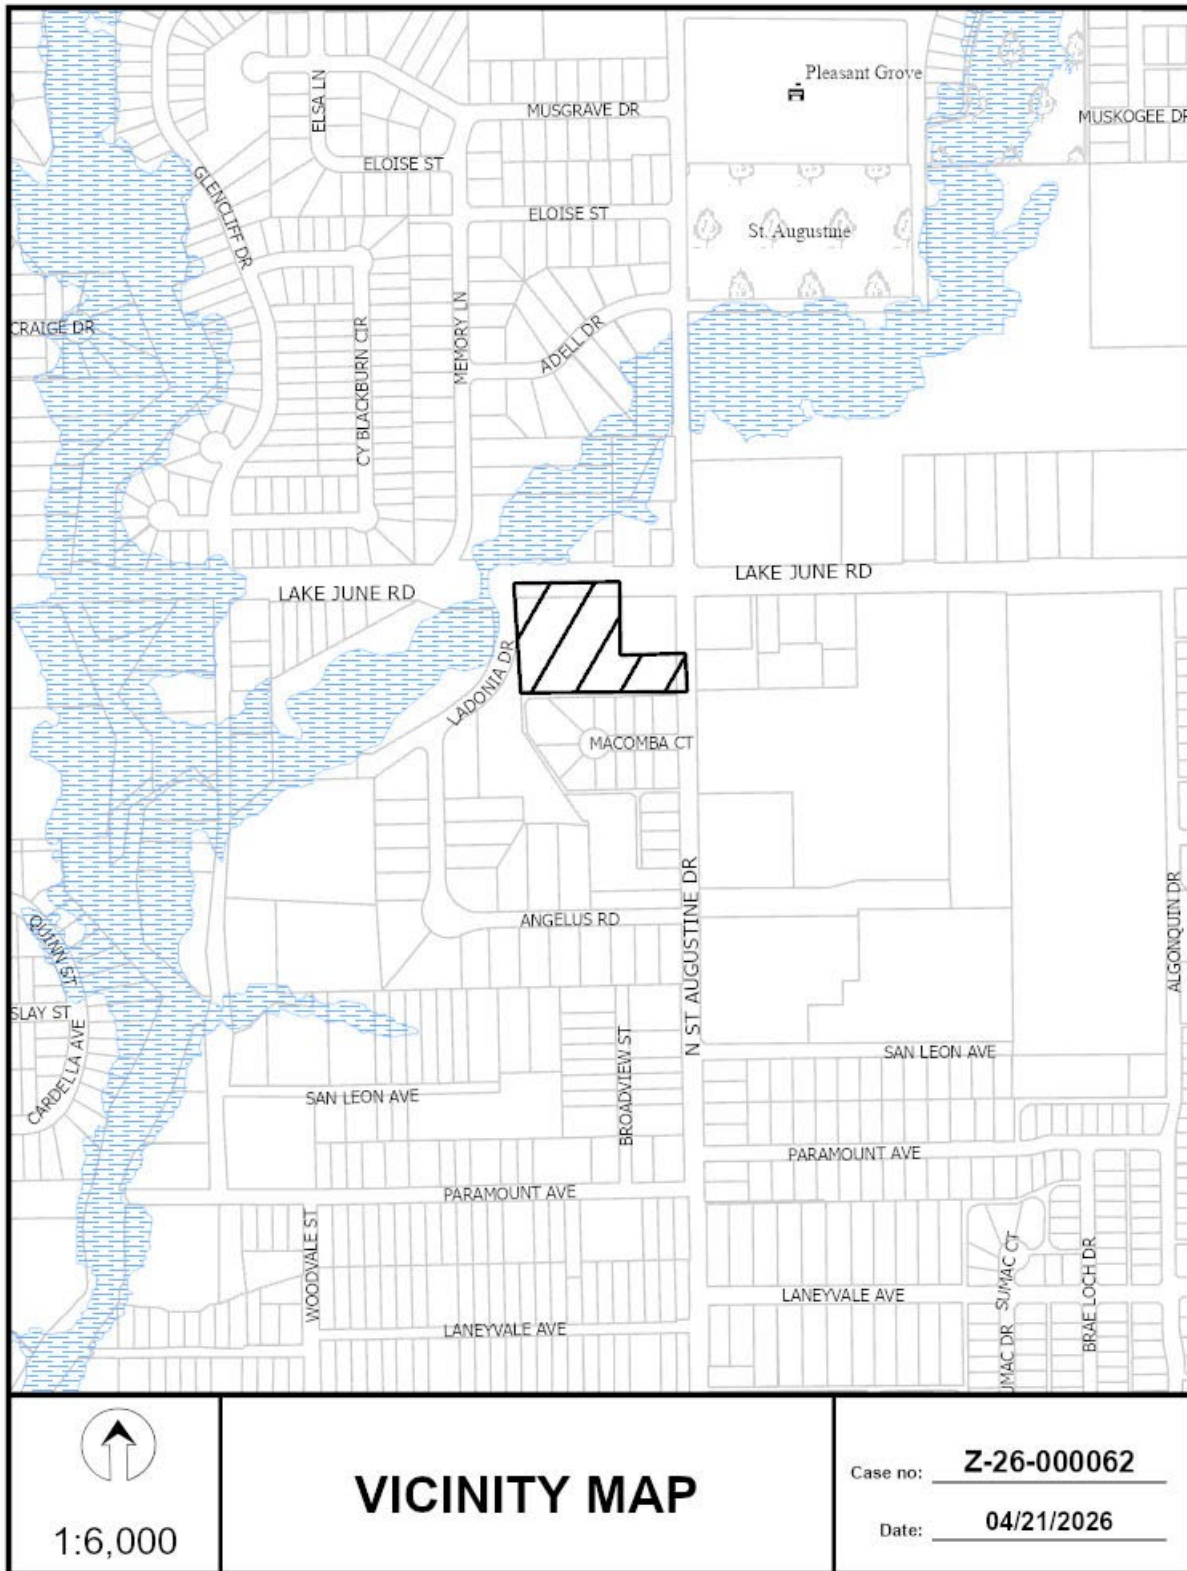 Pleasant Grove
ELSA LN
MUSGRAVE DR
MUSKOGEE DR
ELOISE ST
GLENCLIFF DR
ELOISE ST
St. Augustine
CRAIGE DR
MEMORY LN
ADELL DR
CY BLACKBURN CIR
LAKE JUNE RD
LAKE JUNE RD
LADONIA DR
MACOMBA CT
N ST AUGUSTINE DR
ANGELUS RD
ALGONQUIN DR
QUINN ST
SLAY ST
CARDELLA AVE
SAN LEON AVE
SAN LEON AVE
BROADVIEW ST
PARAMOUNT AVE
PARAMOUNT AVE
WOODVALE ST
SUMAC CT
BRAE LOCH DR
LANEYVALE AVE
LANEYVALE AVE
UMAC DR
1:6,000
VICINITY MAP
Case no: Z-26-000062
Date: 04/21/2026